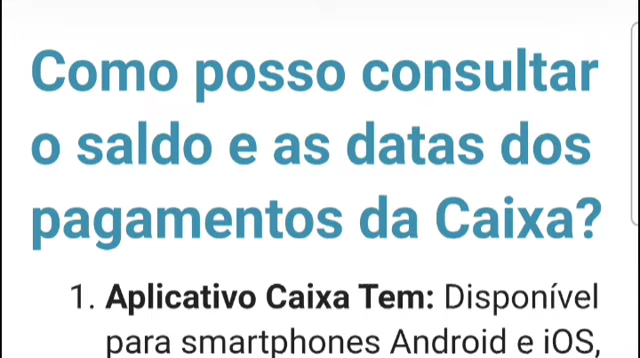 Como posso consultar
o saldo e as datas dos
pagamentos da Caixa?
1. Aplicativo Caixa Tem: Disponível
para smartphones Android e iOS,